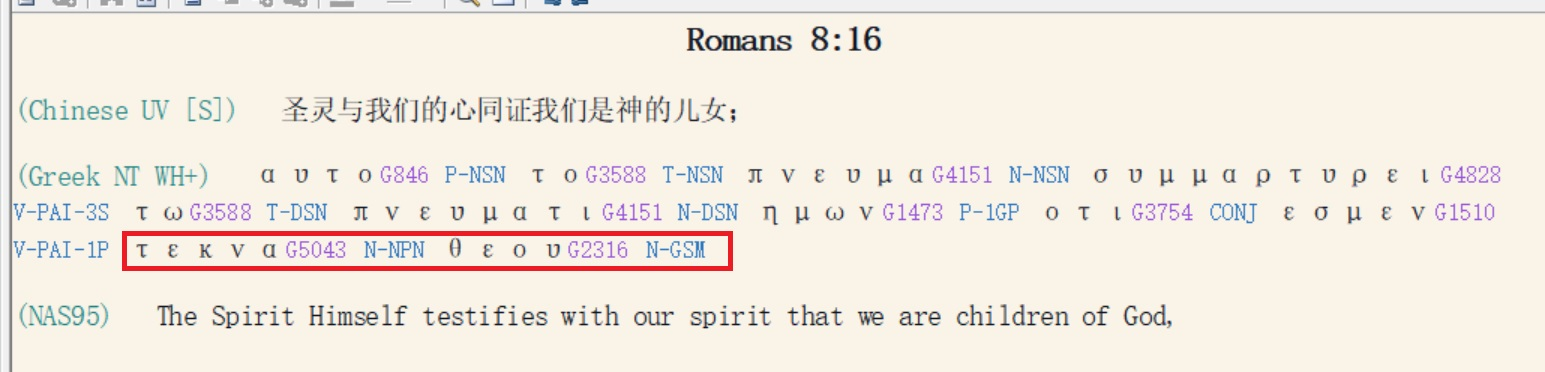 Romans 8:16
(Chinese UV [S]) 圣灵与我们的心同证我们是神的儿女;
(Greek NT WH+) α υ τ ο G846 P-NSN τ ο G3588 T-NSN π ν ε υ μ α G4151 N-NSN σ υ μ μ α ρ τ υ ρ ε ι G4828
V-PAI-3S τ ω G3588 T-DSN π ν ε υ μ α τ ι G4151 N-DSN η μ ω ν G1473 P-1GP ο τ ι G3754 CONJ ε σ μ ε ν G1510
V-PAI-1P τ ε κ ν α G5043 N-NPN θ ε ο υ G2316 N-GSM
(NAS95) The Spirit Himself testifies with our spirit that we are children of God,